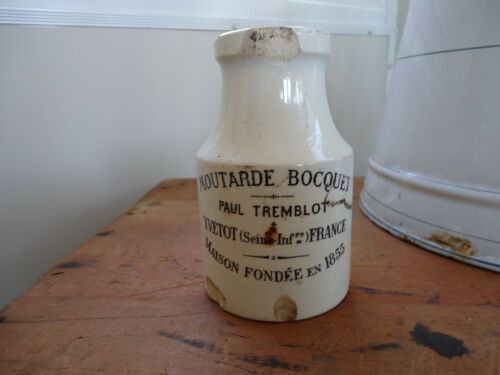 MOUTARDE BOCQUET
PAUL TREMBLOT
YVETOT (Seine-Infre) FRANCE
MAISON FONDÉE EN 1855